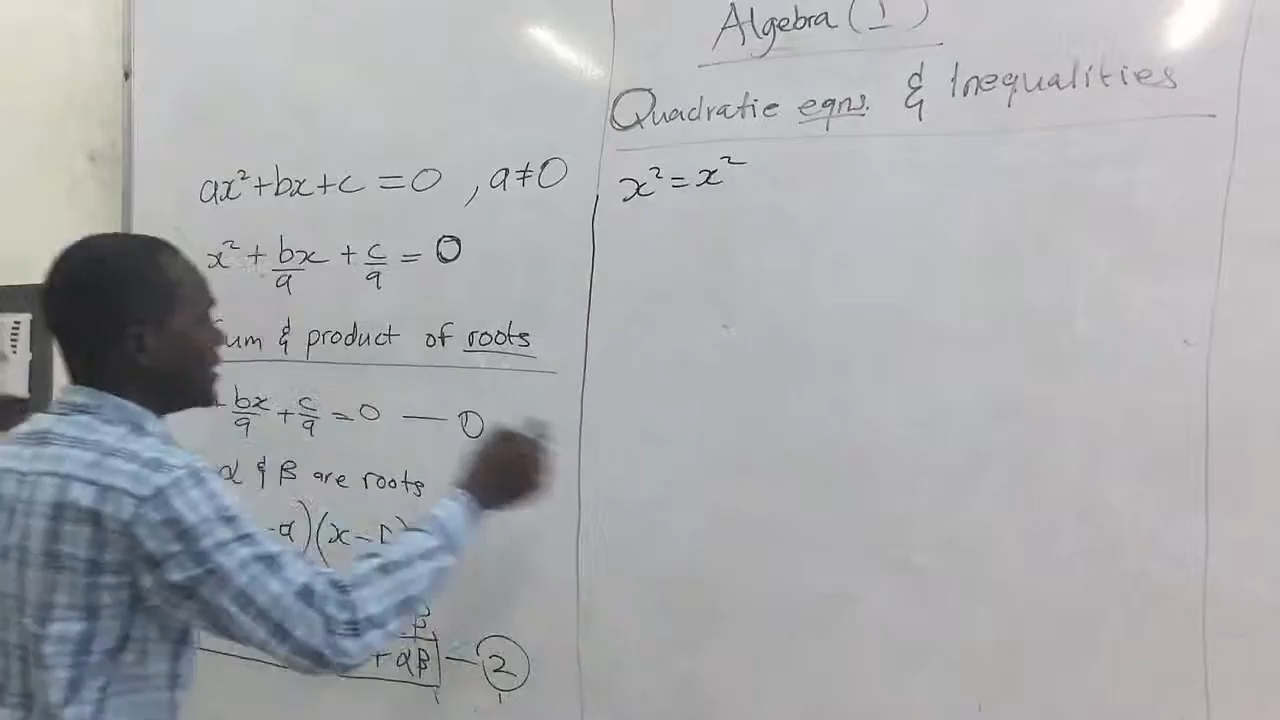 Algebra (1)
Quadratic eqns. & Inequalities
ax²+bx+c=0 , a≠0
x² + bx/a + c/a = 0
um & product of roots
bx/a + c/a = 0 — ①
α & β are roots
-α)(x-
β
+ αβ — ②
x² = x²